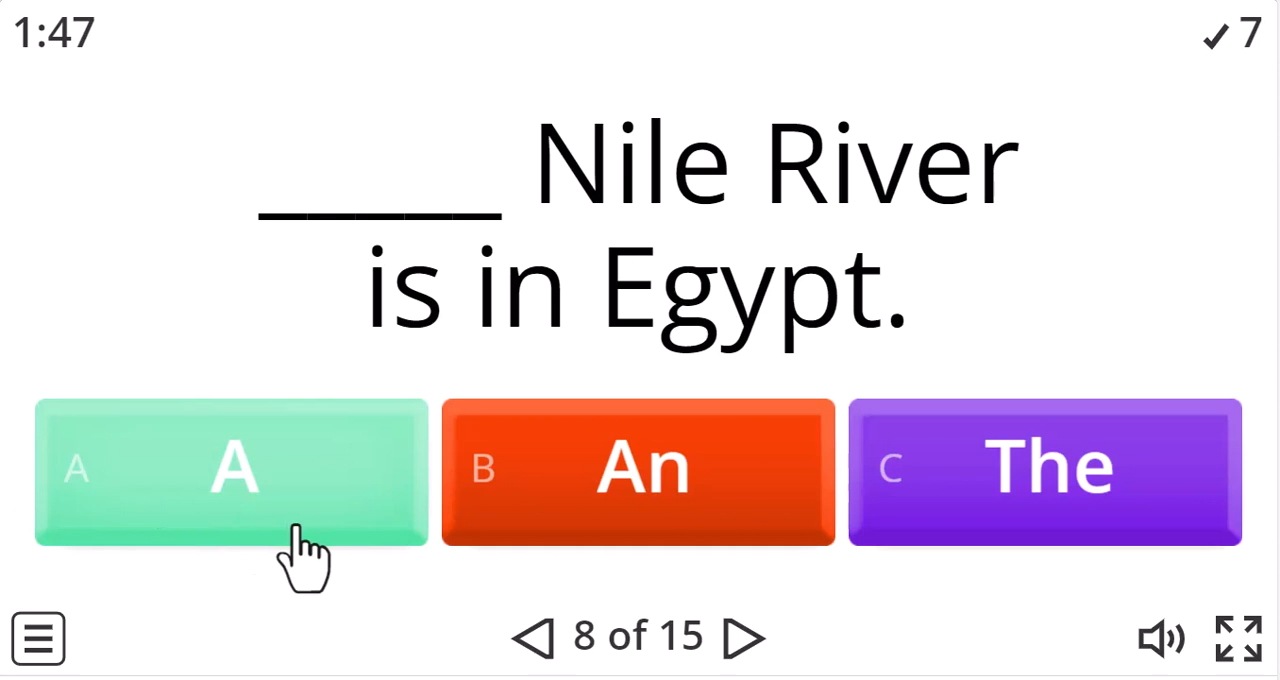 1:47
✓ 7
_____ Nile River
is in Egypt.
A A
B An
C The
8 of 15